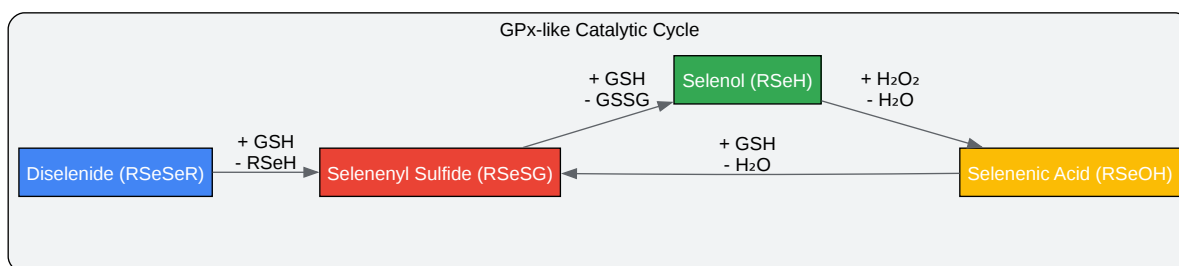 GPx-like Catalytic Cycle
Selenol (RSeH)
+ GSH
- GSSG
+ H₂O₂
- H₂O
Diselenide (RSeSeR)
+ GSH
- RSeH
Selenenyl Sulfide (RSeSG)
+ GSH
- H₂O
Selenenic Acid (RSeOH)